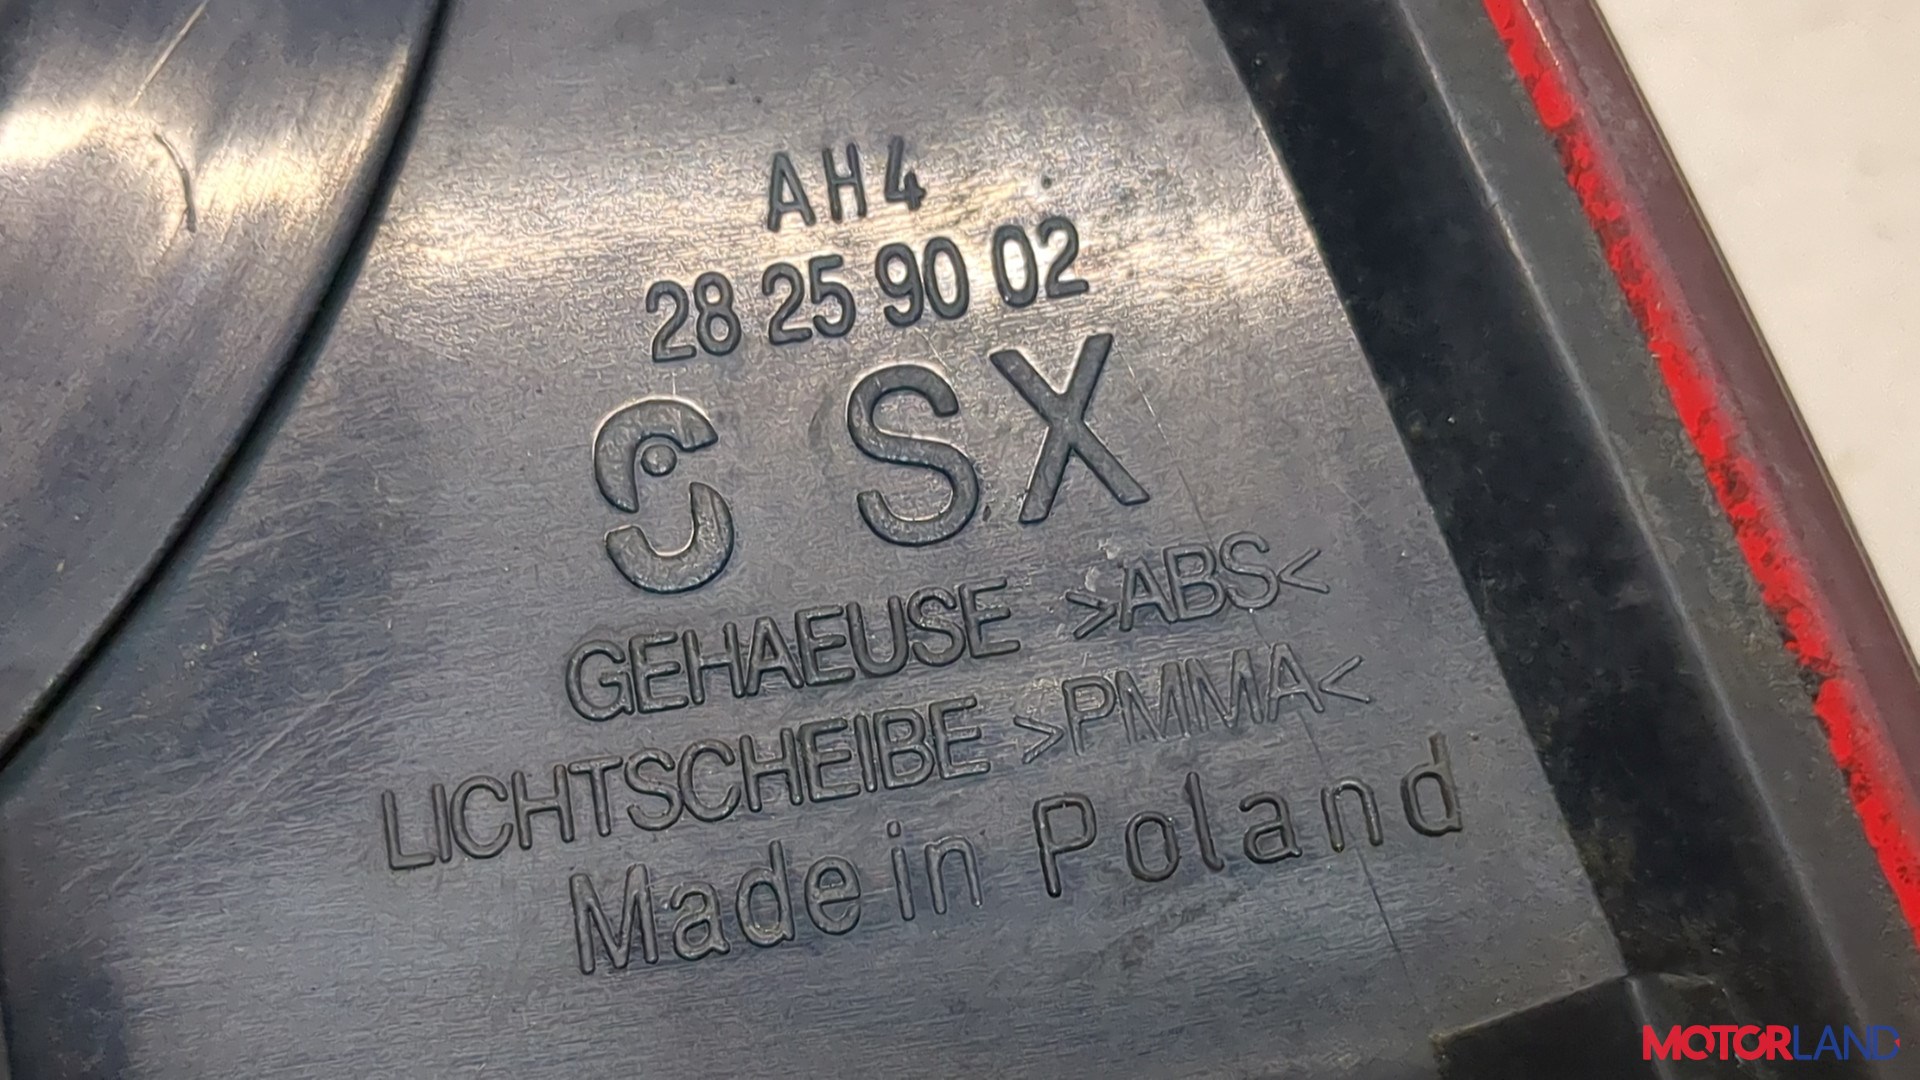 AH4
28 25 90 02
SX
GEHAEUSE >ABS<
LICHTSCHEIBE >PMMA<
Made in Poland
MOTORLAND